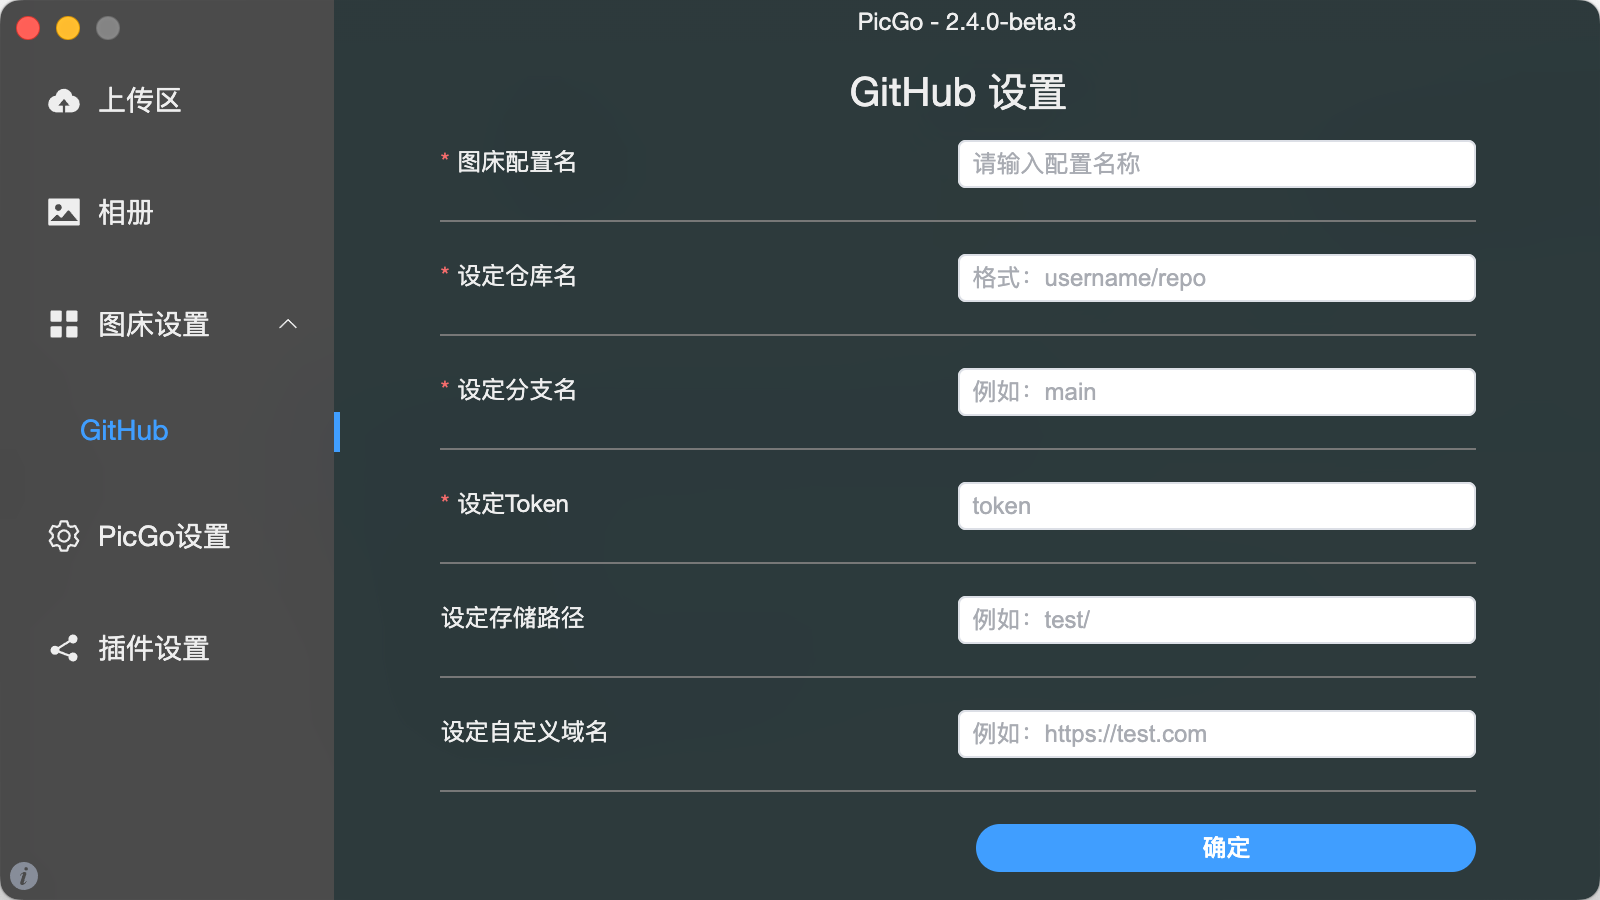 PicGo - 2.4.0-beta.3
上传区
相册
图床设置
GitHub
PicGo设置
插件设置
GitHub 设置
* 图床配置名
请输入配置名称
* 设定仓库名
格式：username/repo
* 设定分支名
例如：main
* 设定Token
token
设定存储路径
例如：test/
设定自定义域名
例如：https://test.com
确定
i